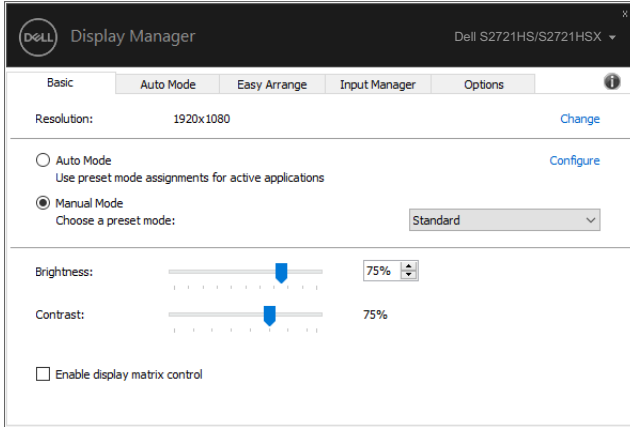 x
DELL Display Manager Dell S2721HS/S2721HSX
Basic Auto Mode Easy Arrange Input Manager Options i
Resolution: 1920x1080 Change
Auto Mode Configure
Use preset mode assignments for active applications
Manual Mode
Choose a preset mode: Standard
Brightness: 75%
Contrast: 75%
Enable display matrix control